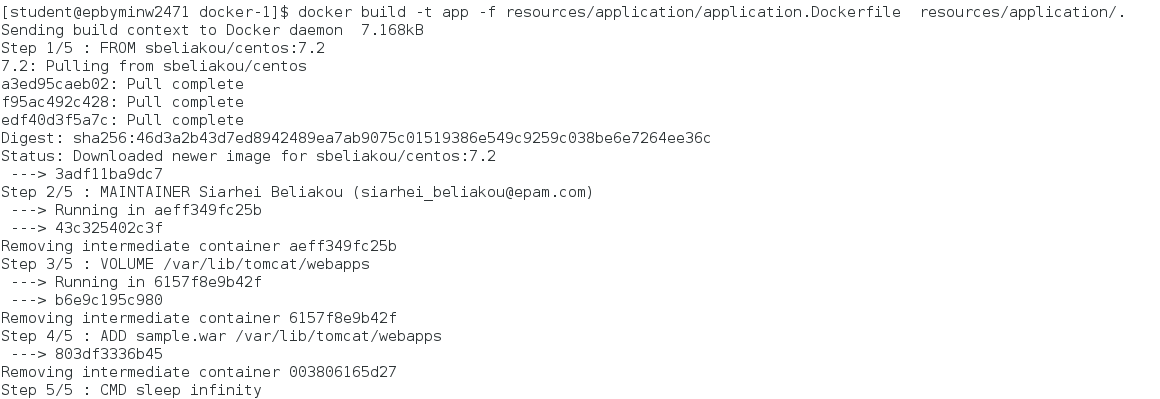 [student@epbyminw2471 docker-1]$ docker build -t app -f resources/application/application.Dockerfile  resources/application/.
Sending build context to Docker daemon  7.168kB
Step 1/5 : FROM sbeliakou/centos:7.2
7.2: Pulling from sbeliakou/centos
a3ed95caeb02: Pull complete
f95ac492c428: Pull complete
edf40d3f5a7c: Pull complete
Digest: sha256:46d3a2b43d7ed8942489ea7ab9075c01519386e549c9259c038be6e7264ee36c
Status: Downloaded newer image for sbeliakou/centos:7.2
 ---> 3adf11ba9dc7
Step 2/5 : MAINTAINER Siarhei Beliakou (siarhei_beliakou@epam.com)
 ---> Running in aeff349fc25b
 ---> 43c325402c3f
Removing intermediate container aeff349fc25b
Step 3/5 : VOLUME /var/lib/tomcat/webapps
 ---> Running in 6157f8e9b42f
 ---> b6e9c195c980
Removing intermediate container 6157f8e9b42f
Step 4/5 : ADD sample.war /var/lib/tomcat/webapps
 ---> 803df3336b45
Removing intermediate container 003806165d27
Step 5/5 : CMD sleep infinity